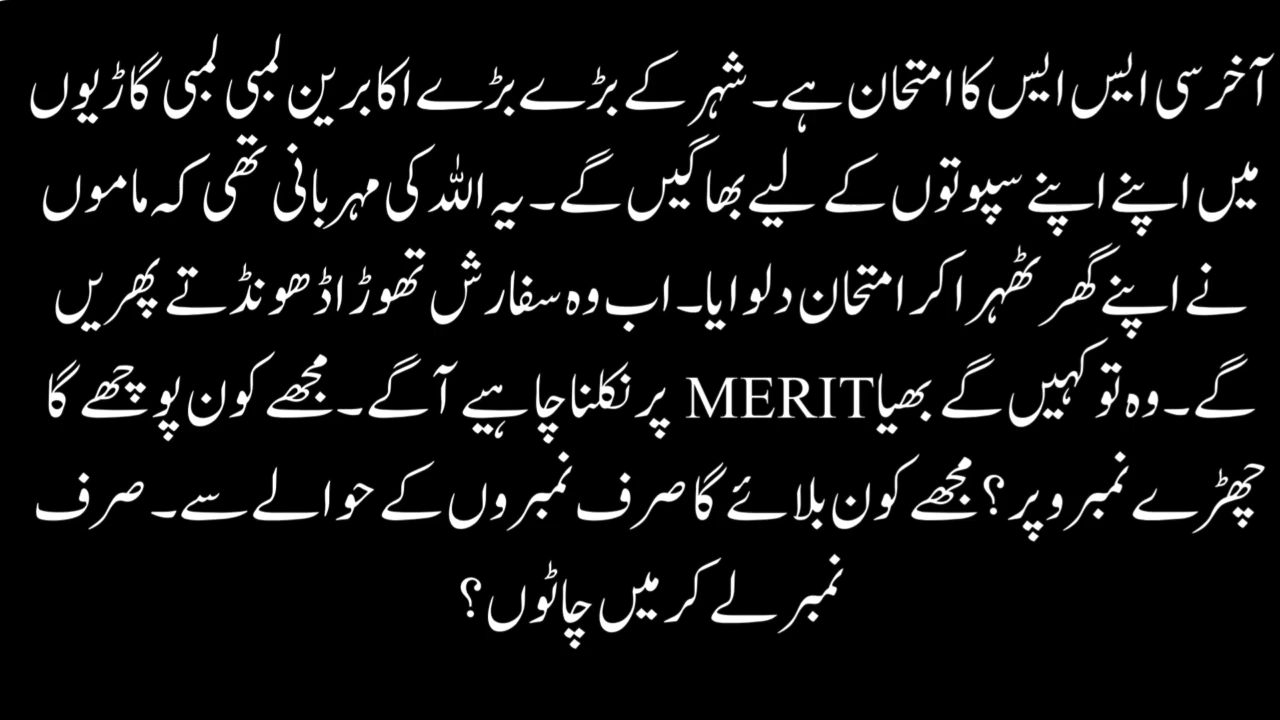 آخر سی ایس ایس کا امتحان ہے۔ شہر کے بڑے بڑے اکابرین لمبی لمبی گاڑیوں
میں اپنے اپنے سپوتوں کے لیے بھاگیں گے۔ یہ اللہ کی مہربانی تھی کہ ماموں
نے اپنے گھر ٹھہرا کر امتحان دلوایا۔ اب وہ سفارش تھوڑا ڈھونڈتے پھریں
گے۔ وہ تو کہیں گے بھیا MERIT پر نکلنا چاہیے آگے۔ مجھے کون پوچھے گا
چھڑے نمبرو پر؟ مجھے کون بلائے گا صرف نمبروں کے حوالے سے۔ صرف
نمبر لے کر میں چاٹوں؟